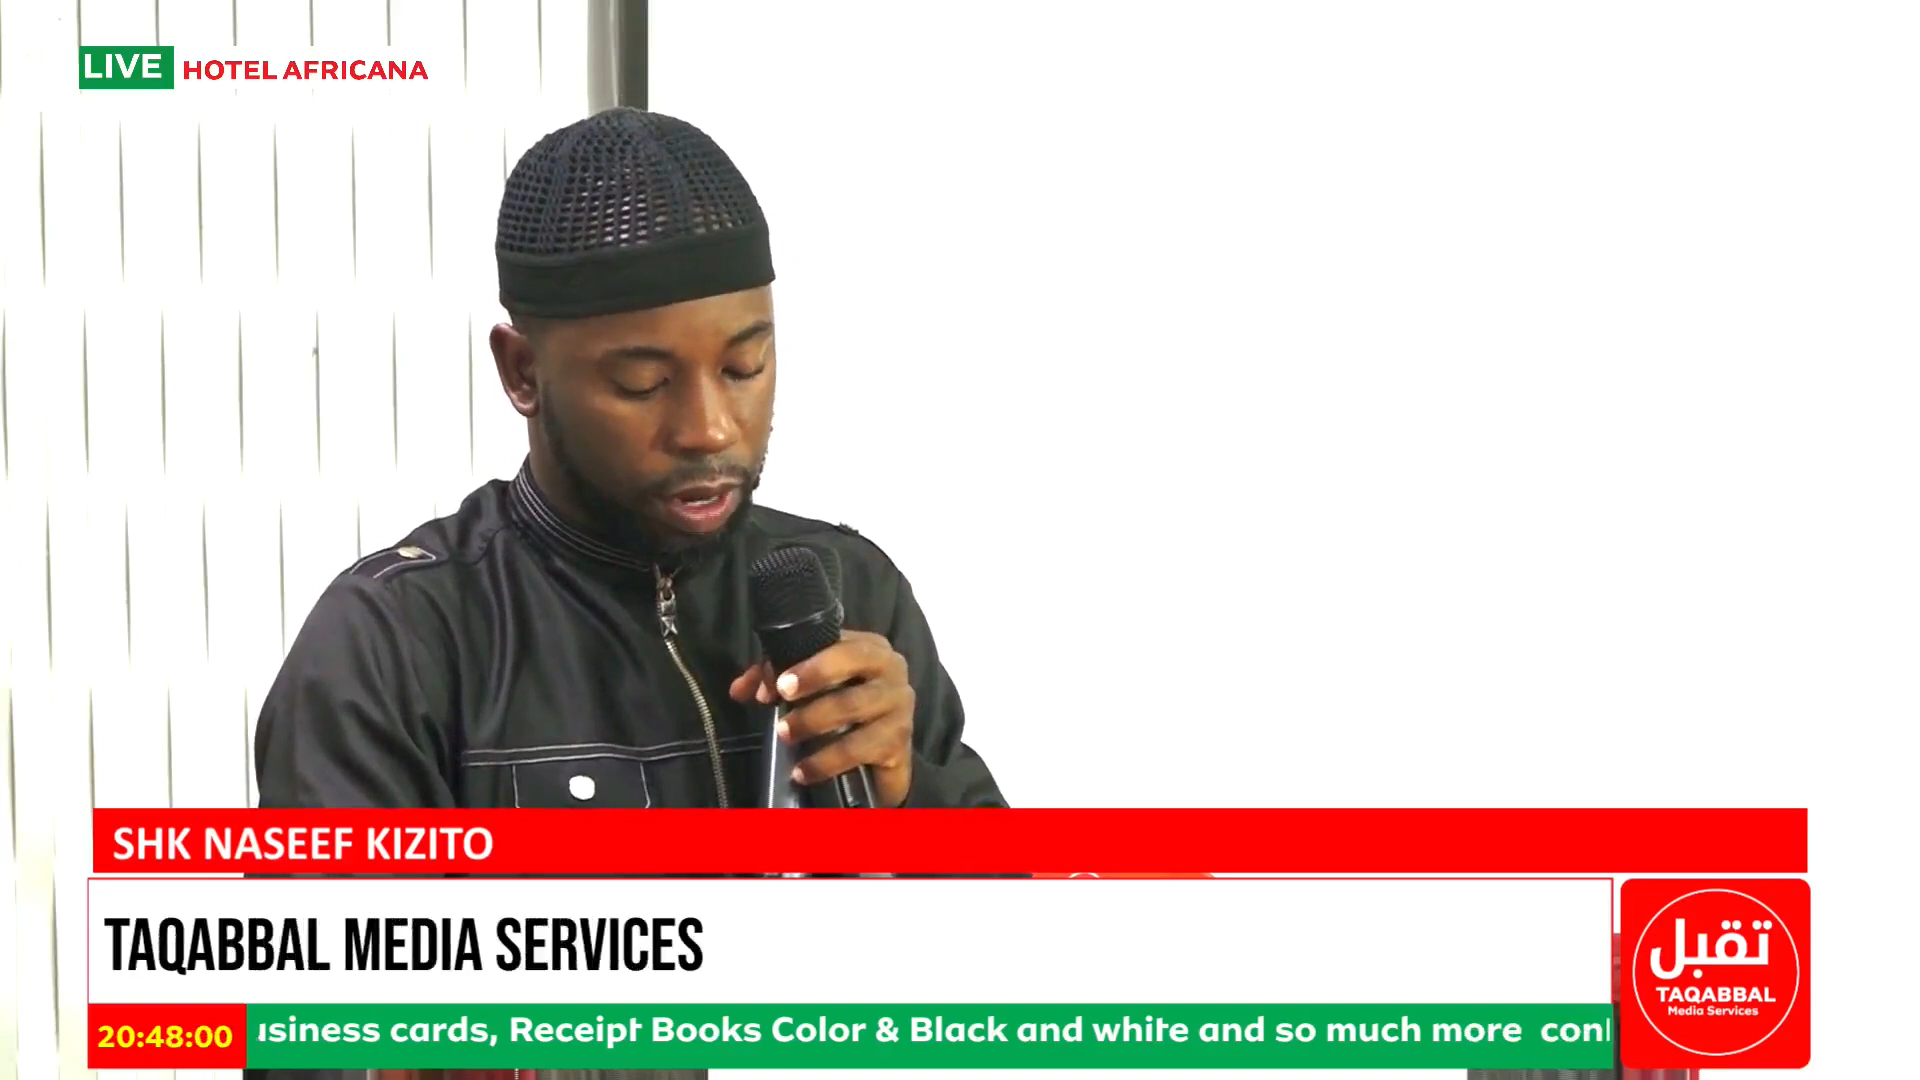 LIVE HOTEL AFRICANA
SHK NASEEF KIZITO
TAQABBAL MEDIA SERVICES
تقبل
TAQABBAL
Media Services
20:48:00
usiness cards, Receipt Books Color & Black and white and so much more